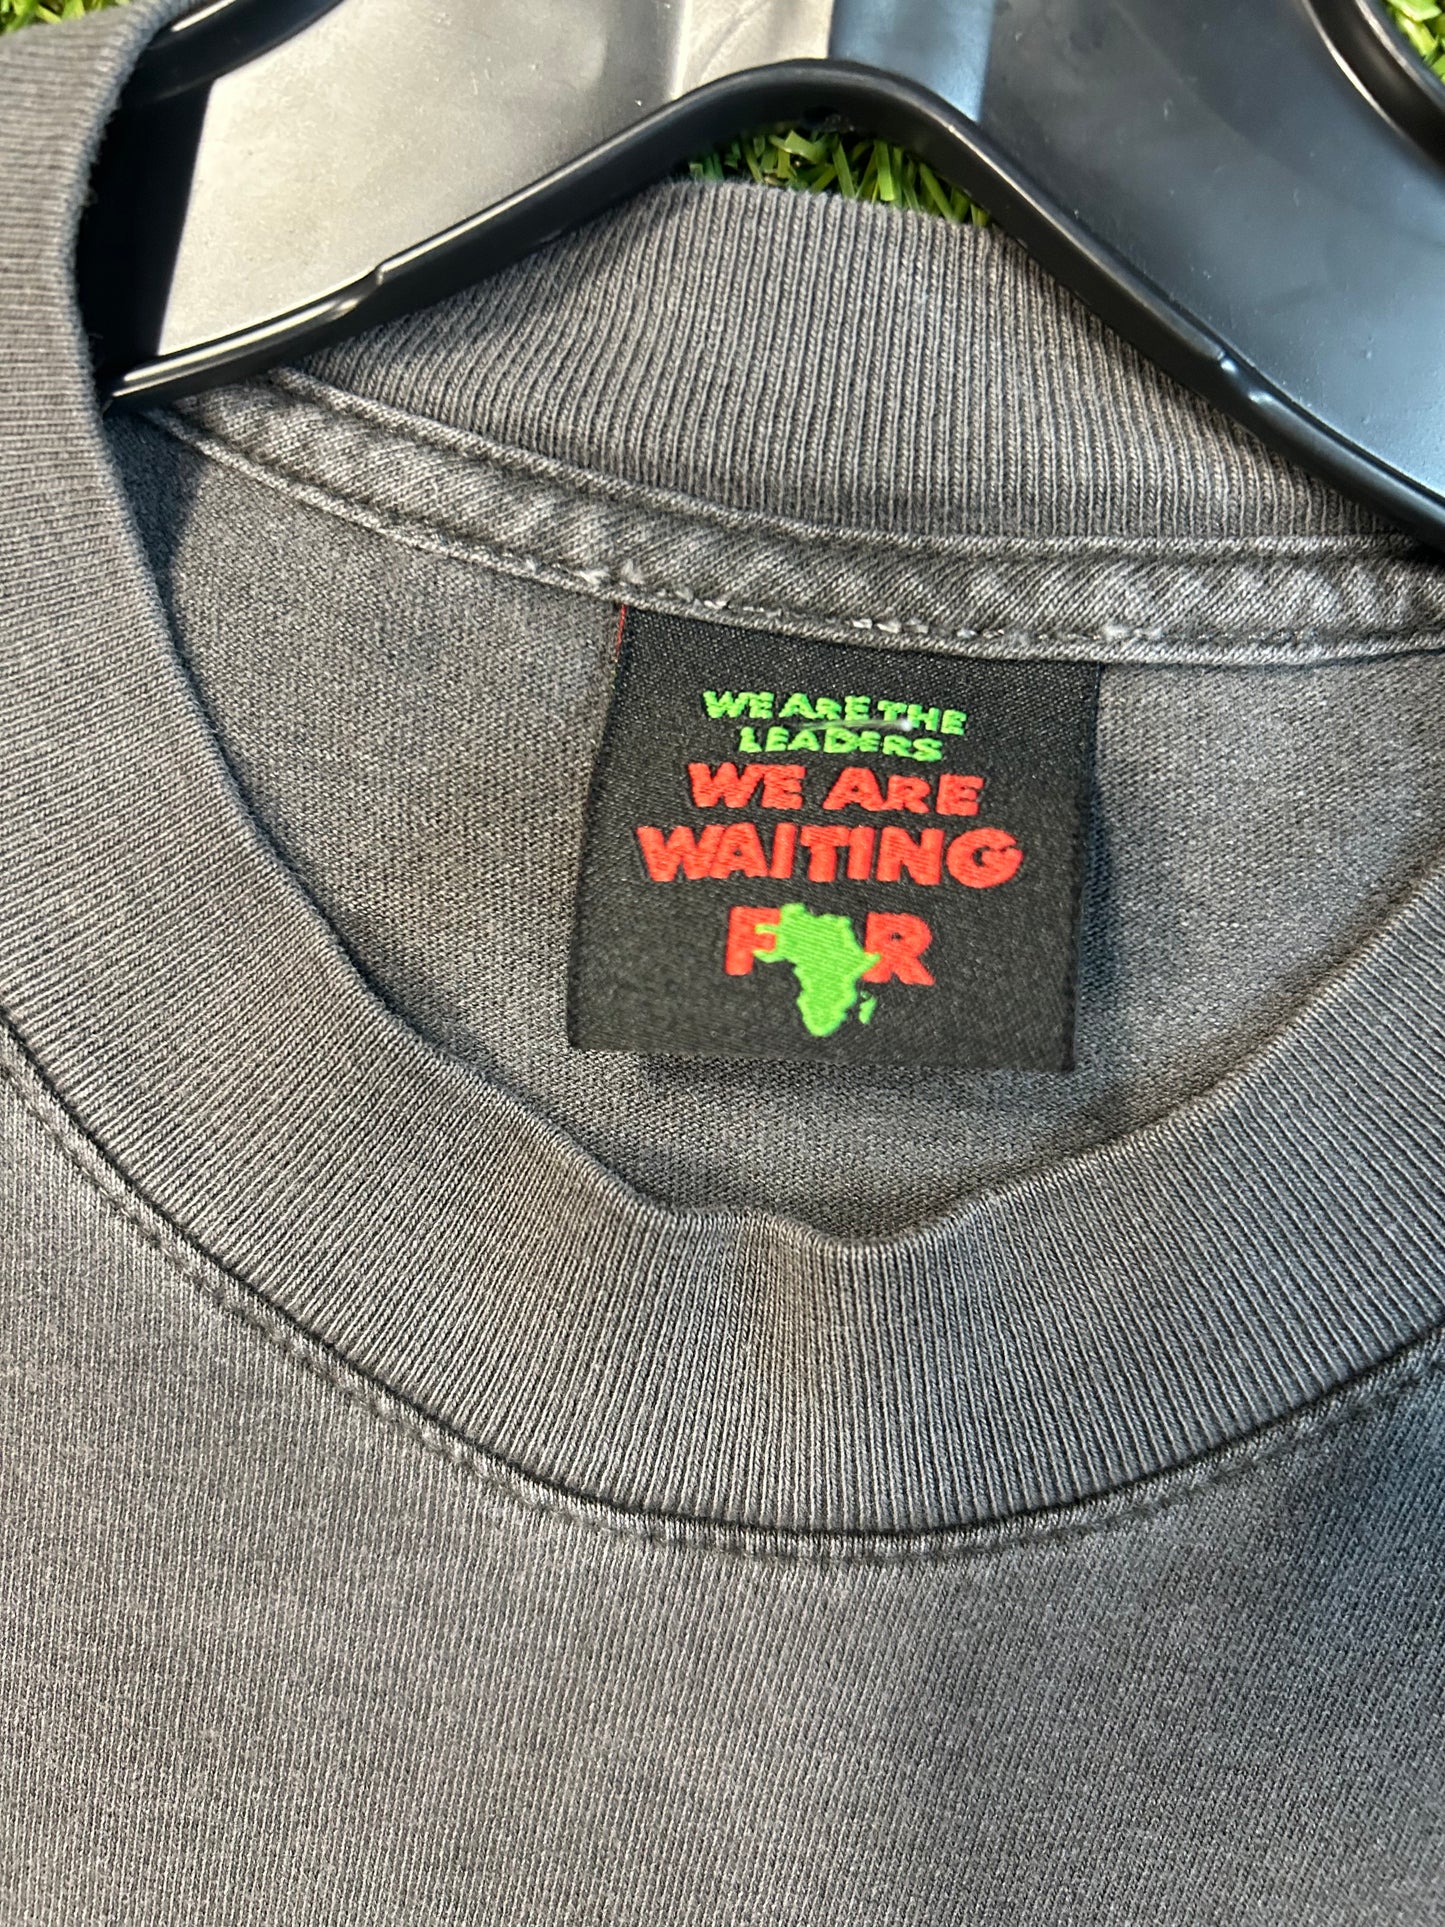 WE ARE THE
LEADERS
WE ARE
WAITING
FOR